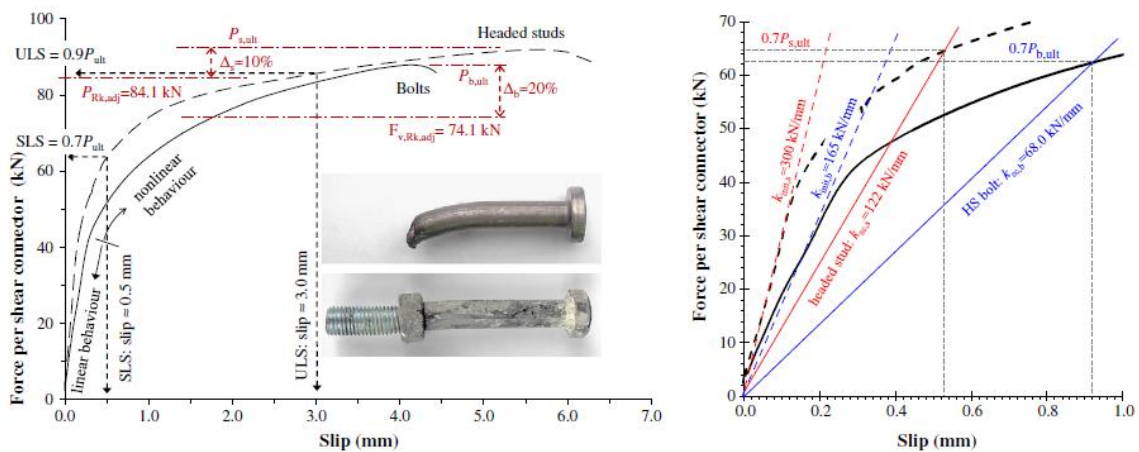 100
80
60
40
20
0
0.0
1.0
2.0
3.0
4.0
5.0
6.0
7.0
Slip (mm)
Force per shear connector (kN)
ULS = 0.9Pult
SLS = 0.7Pult
Ps,ult
Δs=10%
Headed studs
Pb,ult
Bolts
Δb=20%
PRk,adj=84.1 kN
Fv,Rk,adj= 74.1 kN
nonlinear
behaviour
linear behaviour
SLS: slip = 0.5 mm
ULS: slip = 3.0 mm
70
60
50
40
30
20
10
0
0.0
0.2
0.4
0.6
0.8
1.0
Slip (mm)
Force per shear connector (kN)
0.7Ps,ult
0.7Pb,ult
kinit,s=300 kN/mm
kinit,b=165 kN/mm
headed stud: ksc,s=122 kN/mm
HS bolt: ksc,b=68.0 kN/mm